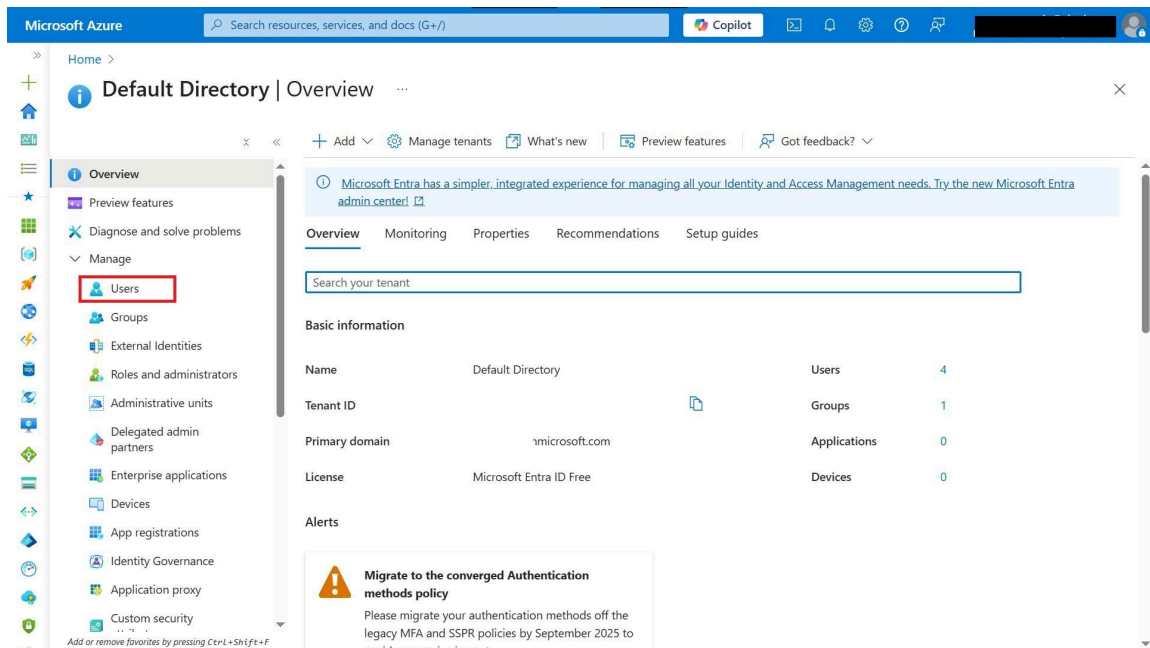 Microsoft Azure
Search resources, services, and docs (G+/)
Copilot
Home >
Default Directory | Overview ...
+ Add
Manage tenants
What's new
Preview features
Got feedback?
Overview
Preview features
Diagnose and solve problems
Manage
Users
Groups
External Identities
Roles and administrators
Administrative units
Delegated admin
partners
Enterprise applications
Devices
App registrations
Identity Governance
Application proxy
Custom security
Add or remove favorites by pressing Ctrl+Shift+F
Microsoft Entra has a simpler, integrated experience for managing all your Identity and Access Management needs. Try the new Microsoft Entra
admin center!
Overview Monitoring Properties Recommendations Setup guides
Search your tenant
Basic information
Name Default Directory Users 4
Tenant ID Groups 1
Primary domain microsoft.com Applications 0
License Microsoft Entra ID Free Devices 0
Alerts
Migrate to the converged Authentication
methods policy
Please migrate your authentication methods off the
legacy MFA and SSPR policies by September 2025 to